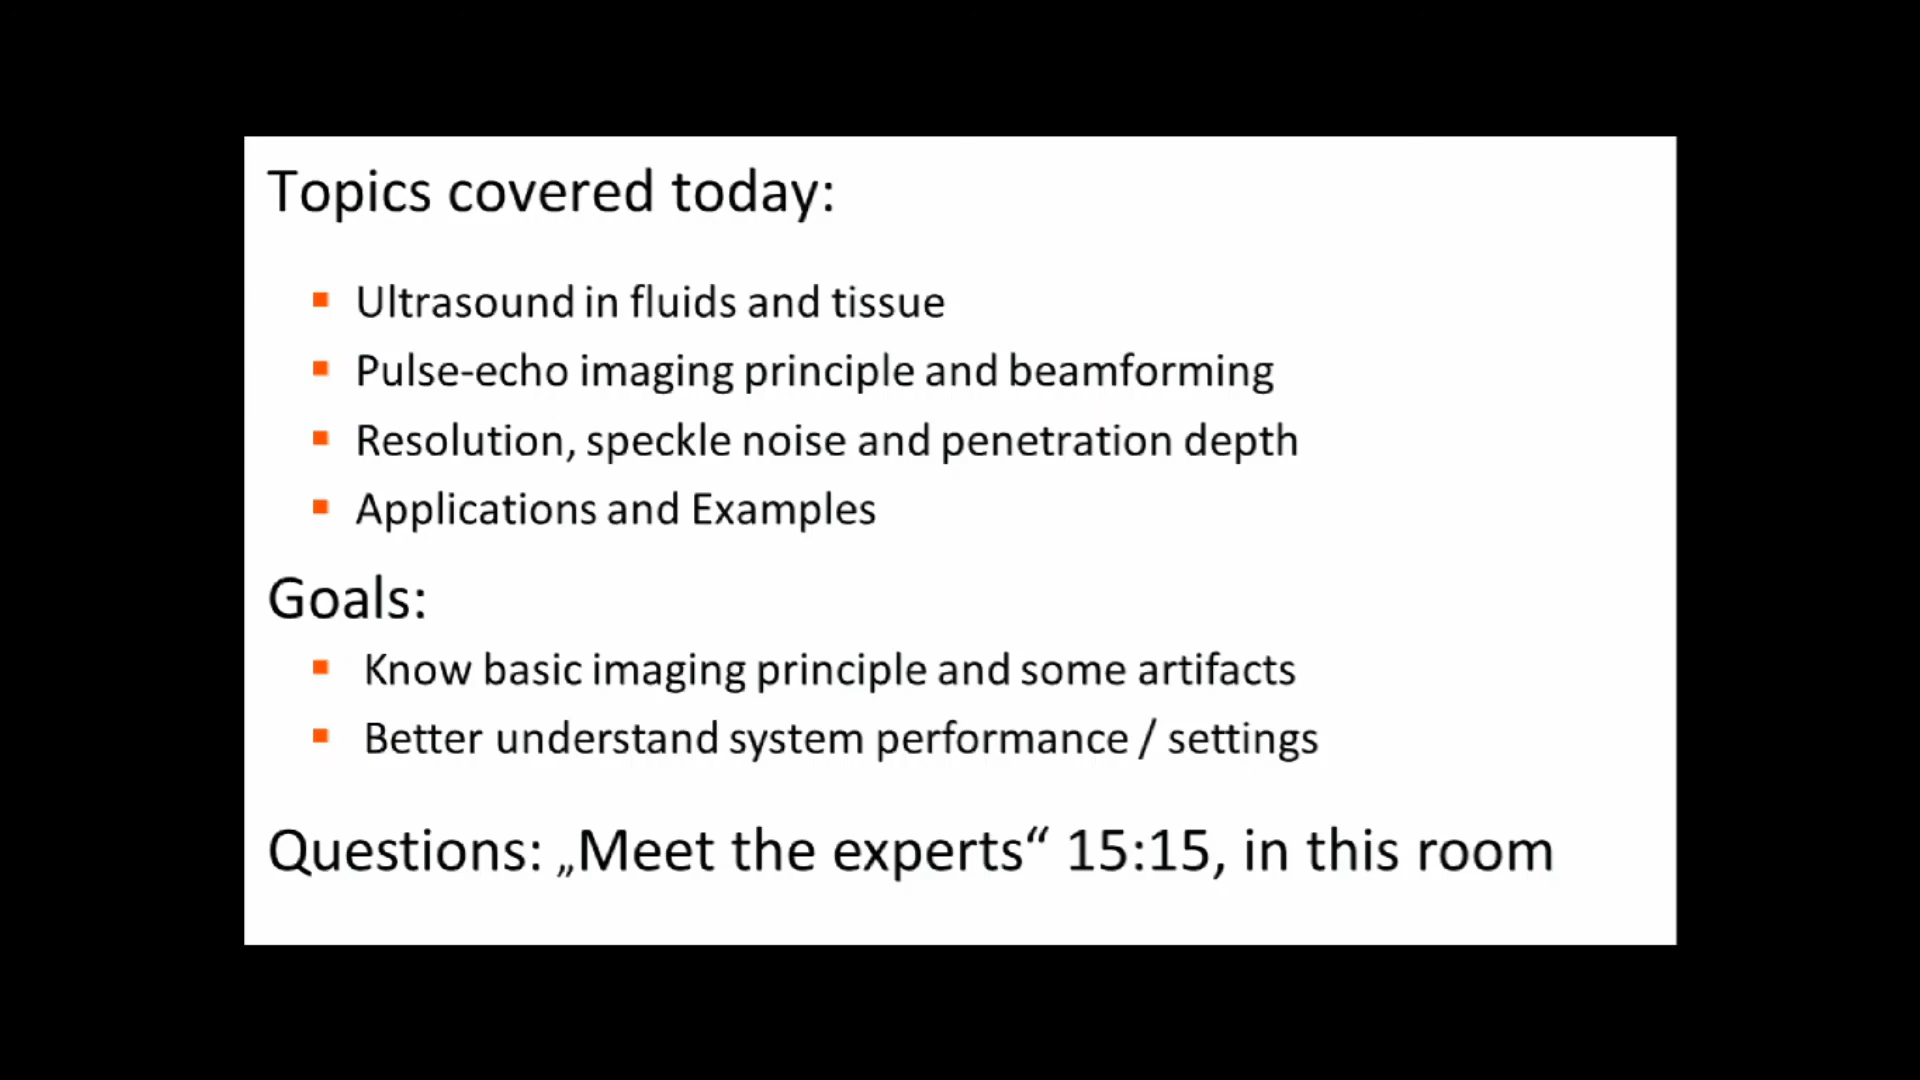 Topics covered today:
▪ Ultrasound in fluids and tissue
▪ Pulse-echo imaging principle and beamforming
▪ Resolution, speckle noise and penetration depth
▪ Applications and Examples
Goals:
▪ Know basic imaging principle and some artifacts
▪ Better understand system performance / settings
Questions: „Meet the experts“ 15:15, in this room